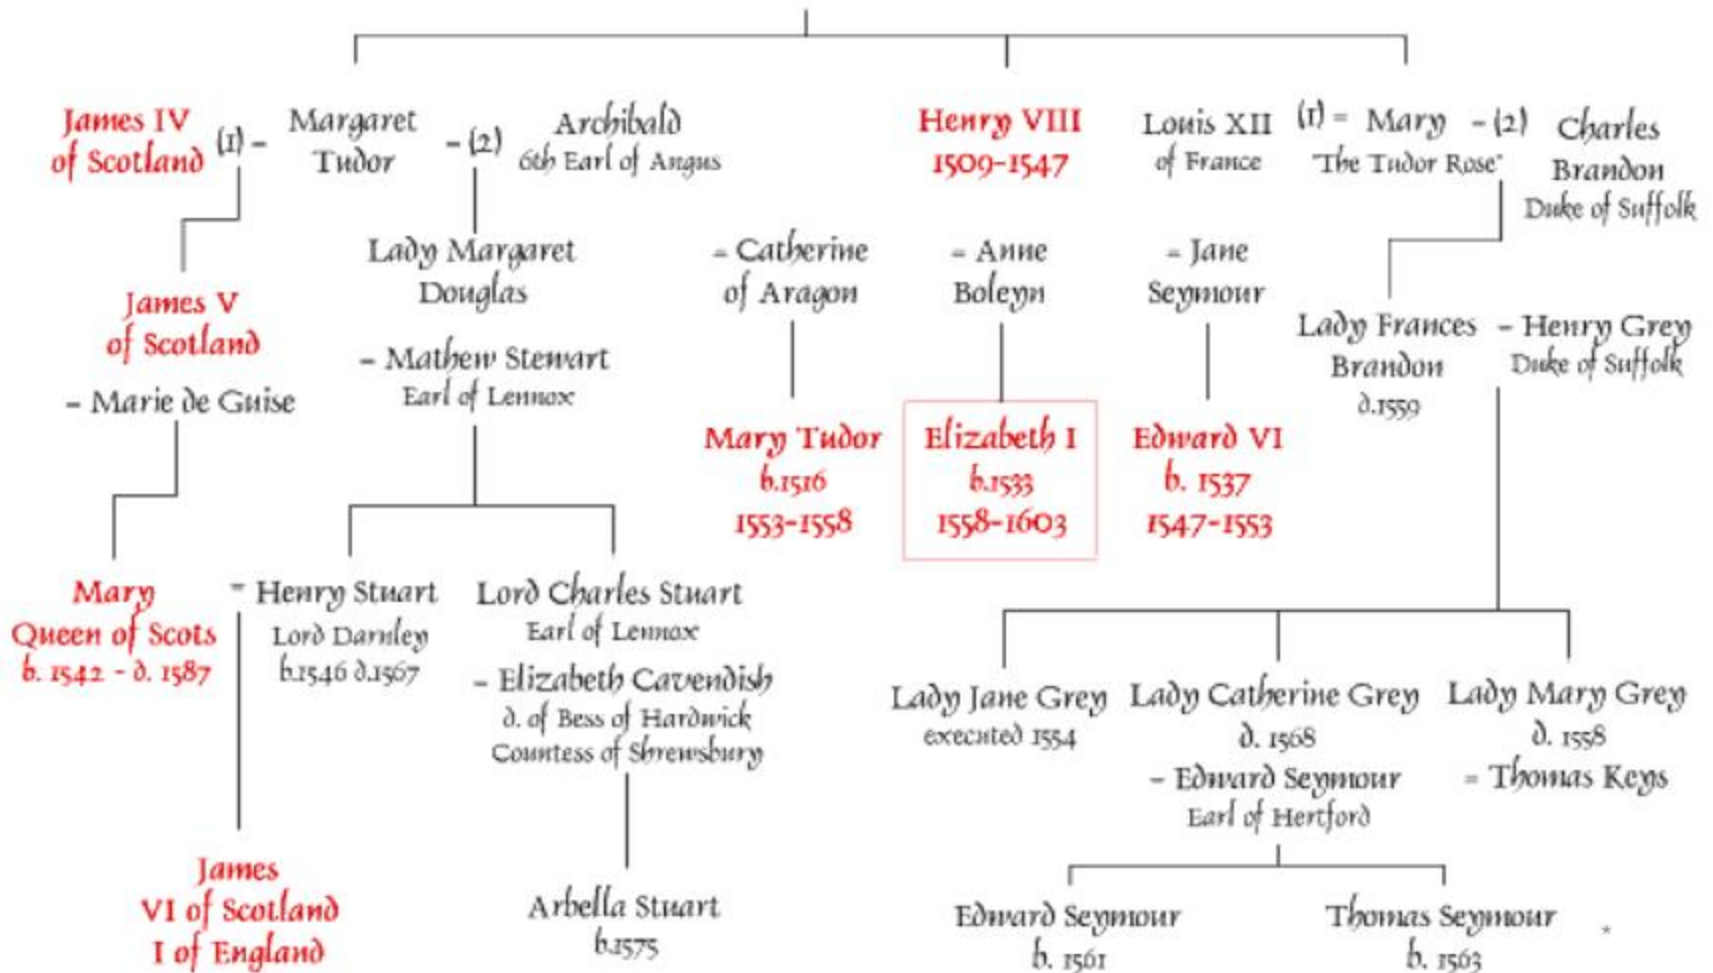 James IV
of Scotland
(1) -
Margaret
Tudor
- (2)
Archibald
6th Earl of Angus
Henry VIII
1509-1547
Louis XII
of France
(1) =
Mary
"The Tudor Rose"
- (2)
Charles
Brandon
Duke of Suffolk
James V
of Scotland
- Marie de Guise
Lady Margaret
Douglas
- Mathew Stewart
Earl of Lennox
= Catherine
of Aragon
= Anne
Boleyn
= Jane
Seymour
Lady Frances
Brandon
d.1559
- Henry Grey
Duke of Suffolk
Mary Tudor
b.1516
1553-1558
Elizabeth I
b.1533
1558-1603
Edward VI
b. 1537
1547-1553
Mary
Queen of Scots
b. 1542 - d. 1587
= Henry Stuart
Lord Darnley
b.1546 d.1567
Lord Charles Stuart
Earl of Lennox
- Elizabeth Cavendish
d. of Bess of Hardwick
Countess of Shrewsbury
Lady Jane Grey
executed 1554
Lady Catherine Grey
d. 1568
- Edward Seymour
Earl of Hertford
Lady Mary Grey
d. 1558
= Thomas Keys
James
VI of Scotland
I of England
Arbella Stuart
b.1575
Edward Seymour
b. 1561
Thomas Seymour
b. 1563
*